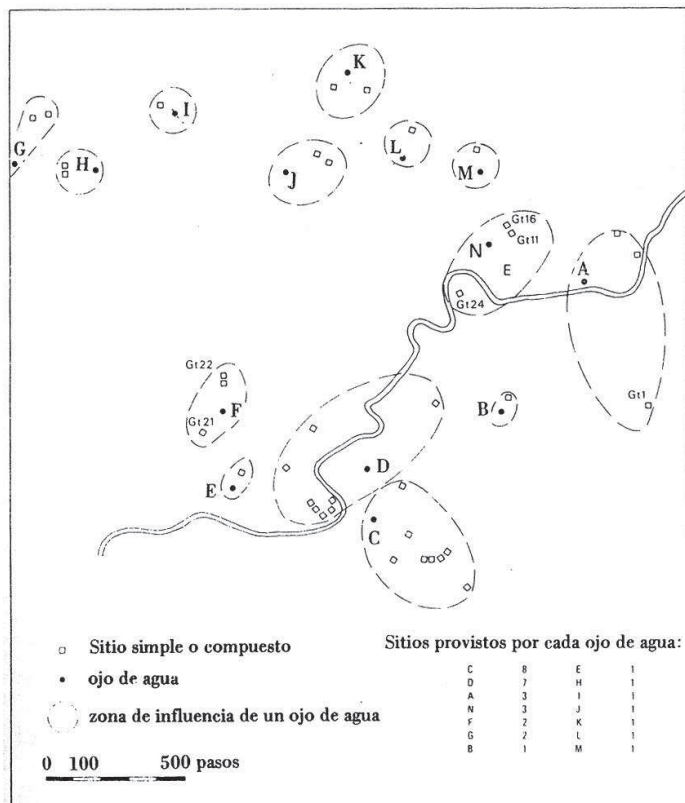 K
I
G
H
L
J
M
Gt16
Gt11
N
E
A
Gt24
Gt22
F
Gt21
B
Gt1
D
E
C
Sitio simple o compuesto
ojo de agua
zona de influencia de un ojo de agua
0 100 500 pasos
Sitios provistos por cada ojo de agua:
C 8 E 1
D 7 H 1
A 3 I 1
N 3 J 1
F 2 K 1
G 2 L 1
B 1 M 1